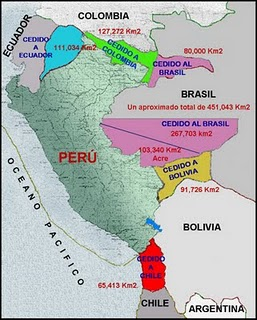 COLOMBIA
ECUADOR
127,272 Km2
CEDIDO
A
ECUADOR
111,034 Km2
CEDIDO A
COLOMBIA
CEDIDO AL
BRASIL
80,000 Km2
BRASIL
Un aproximado total de 451,043 Km2
CEDIDO AL BRASIL
267,703 km2
103,340 Km2
Acre
PERÚ
CEDIDO A
BOLIVIA
91,726 Km2
OCEANO PACIFICO
BOLIVIA
CEDIDO
A
CHILE
65,413 Km2
CHILE
ARGENTINA